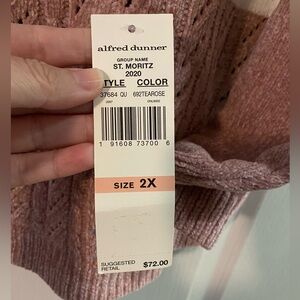 alfred dunner
GROUP NAME
ST. MORITZ
2020
STYLE COLOR
37684 QU 692TEAROSE
1 91608 73700 6
SIZE 2X
SUGGESTED
RETAIL $72.00